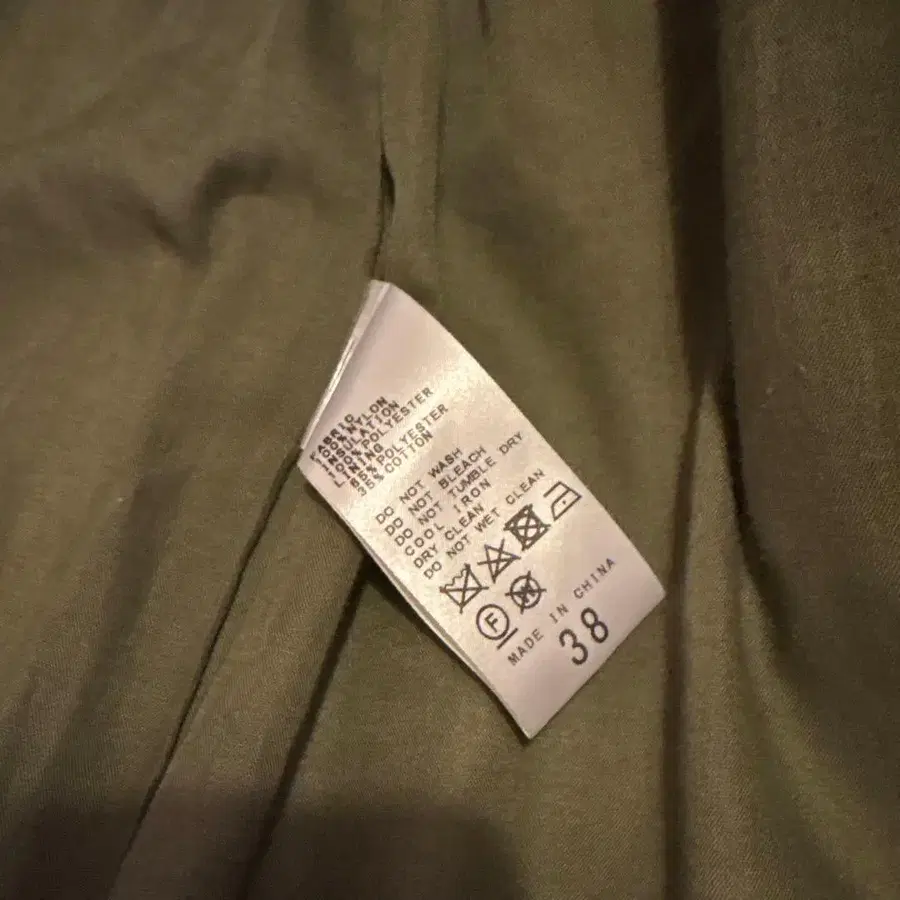 FABRIC
100%NYLON
INSULATION
100%POLYESTER
LINING
65%POLYESTER
35%COTTON
DO NOT WASH
DO NOT BLEACH
DO NOT TUMBLE DRY
COOL IRON
DRY CLEAN
DO NOT WET CLEAN
F W
MADE IN CHINA
38